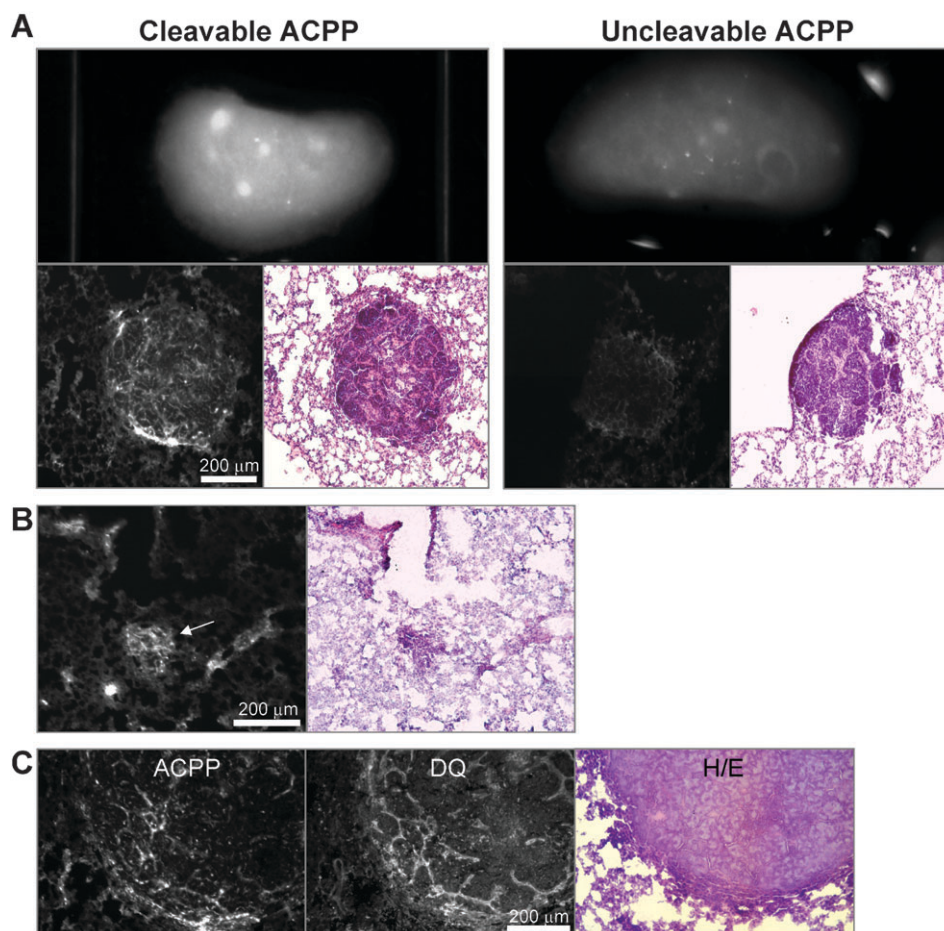 A
Cleavable ACPP
Uncleavable ACPP
200 μm
B
200 μm
C
ACPP
DQ
H/E
200 μm